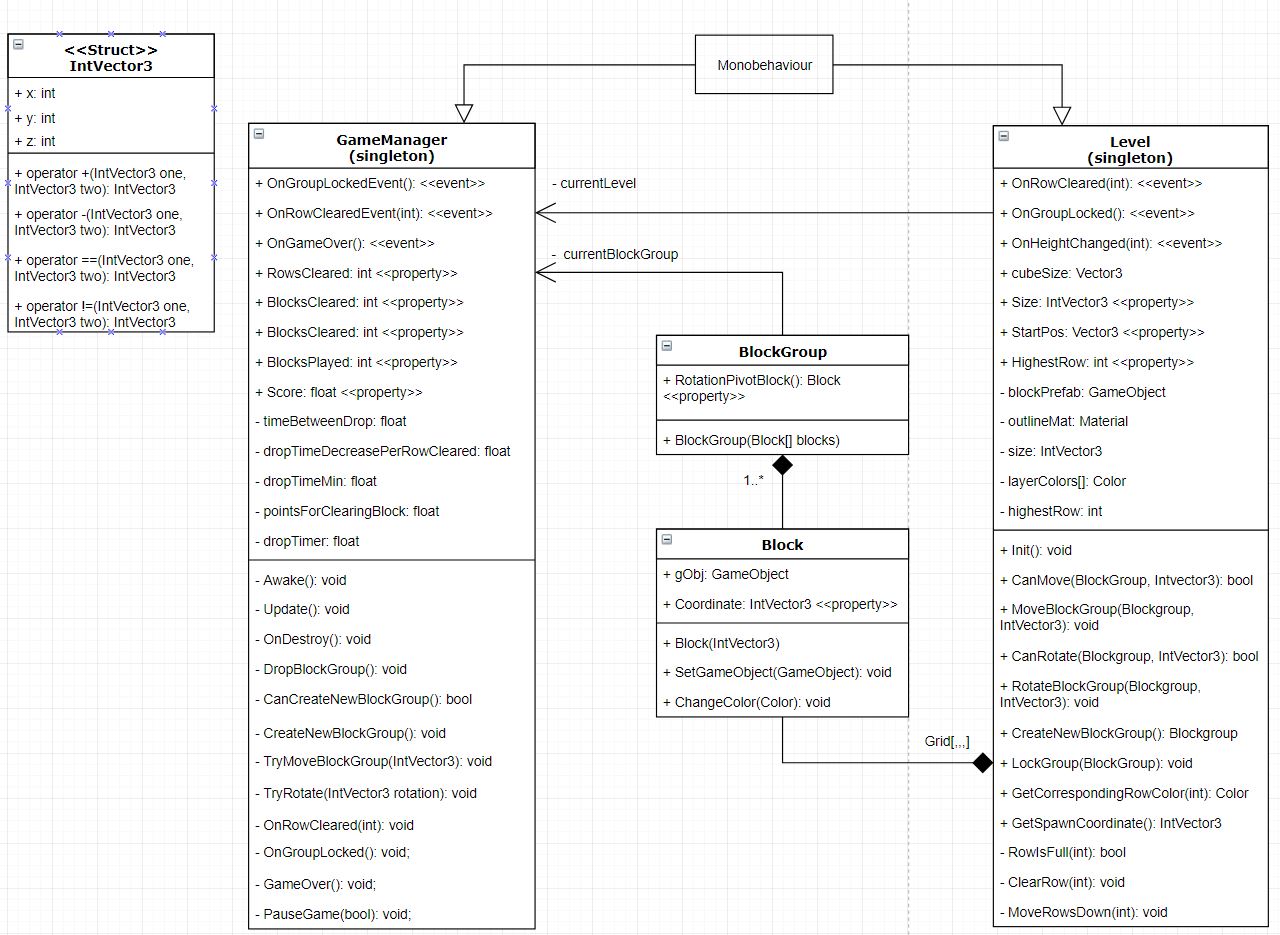 <<Struct>>
IntVector3
+ x: int
+ y: int
+ z: int
+ operator +(IntVector3 one,
IntVector3 two): IntVector3
+ operator -(IntVector3 one,
IntVector3 two): IntVector3
+ operator ==(IntVector3 one,
IntVector3 two): IntVector3
+ operator !=(IntVector3 one,
IntVector3 two): IntVector3
Monobehaviour
GameManager
(singleton)
+ OnGroupLockedEvent(): <<event>>
+ OnRowClearedEvent(int): <<event>>
+ OnGameOver(): <<event>>
+ RowsCleared: int <<property>>
+ BlocksCleared: int <<property>>
+ BlocksCleared: int <<property>>
+ BlocksPlayed: int <<property>>
+ Score: float <<property>>
- timeBetweenDrop: float
- dropTimeDecreasePerRowCleared: float
- dropTimeMin: float
- pointsForClearingBlock: float
- dropTimer: float
- Awake(): void
- Update(): void
- OnDestroy(): void
- DropBlockGroup(): void
- CanCreateNewBlockGroup(): bool
- CreateNewBlockGroup(): void
- TryMoveBlockGroup(IntVector3): void
- TryRotate(IntVector3 rotation): void
- OnRowCleared(int): void
- OnGroupLocked(): void;
- GameOver(): void;
- PauseGame(bool): void;
- currentLevel
- currentBlockGroup
BlockGroup
+ RotationPivotBlock(): Block
<<property>>
+ BlockGroup(Block[] blocks)
1..*
Block
+ gObj: GameObject
+ Coordinate: IntVector3 <<property>>
+ Block(IntVector3)
+ SetGameObject(GameObject): void
+ ChangeColor(Color): void
Grid[,,,]
Level
(singleton)
+ OnRowCleared(int): <<event>>
+ OnGroupLocked(): <<event>>
+ OnHeightChanged(int): <<event>>
+ cubeSize: Vector3
+ Size: IntVector3 <<property>>
+ StartPos: Vector3 <<property>>
+ HighestRow: int <<property>>
- blockPrefab: GameObject
- outlineMat: Material
- size: IntVector3
- layerColors[]: Color
- highestRow: int
+ Init(): void
+ CanMove(BlockGroup, Intvector3): bool
+ MoveBlockGroup(Blockgroup,
IntVector3): void
+ CanRotate(Blockgroup, IntVector3): bool
+ RotateBlockGroup(Blockgroup,
IntVector3): void
+ CreateNewBlockGroup(): Blockgroup
+ LockGroup(BlockGroup): void
+ GetCorrespondingRowColor(int): Color
+ GetSpawnCoordinate(): IntVector3
- RowIsFull(int): bool
- ClearRow(int): void
- MoveRowsDown(int): void